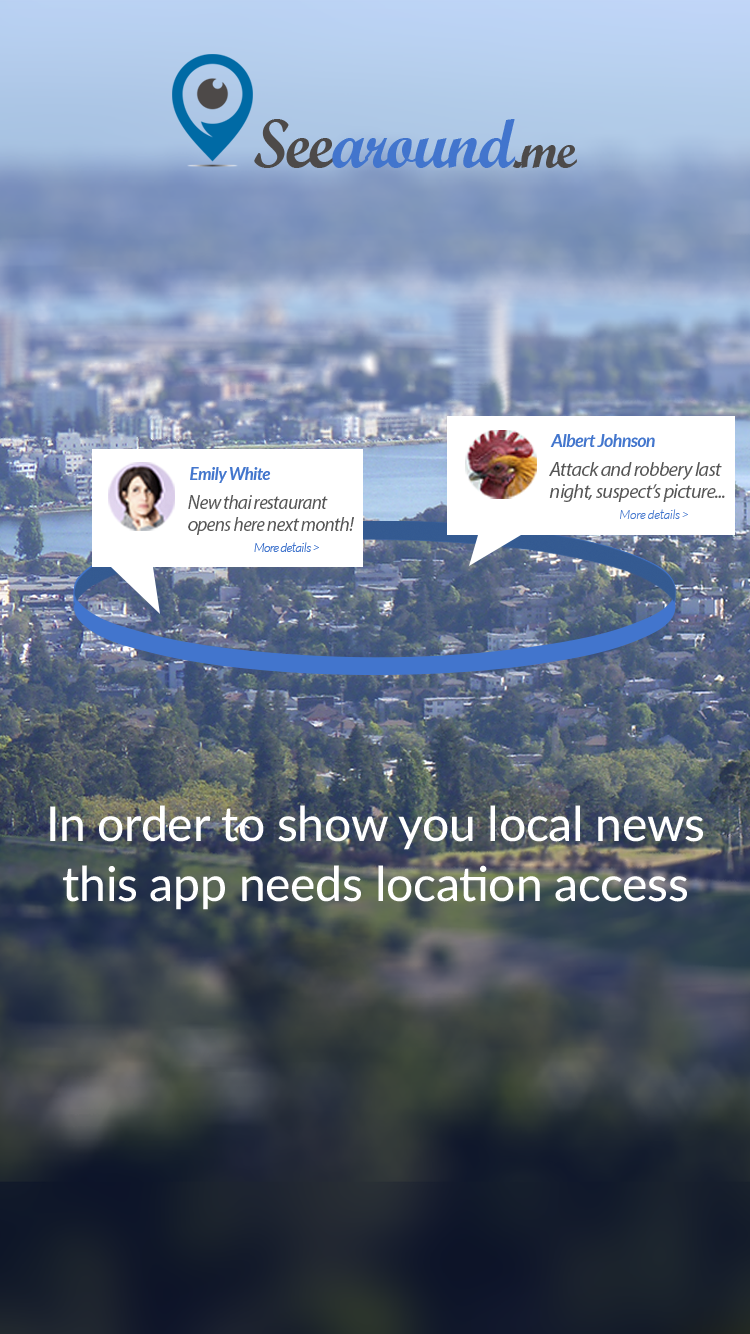 Seearound.me
Emily White
New thai restaurant
opens here next month!
More details >
Albert Johnson
Attack and robbery last
night, suspect's picture...
More details >
In order to show you local news
this app needs location access